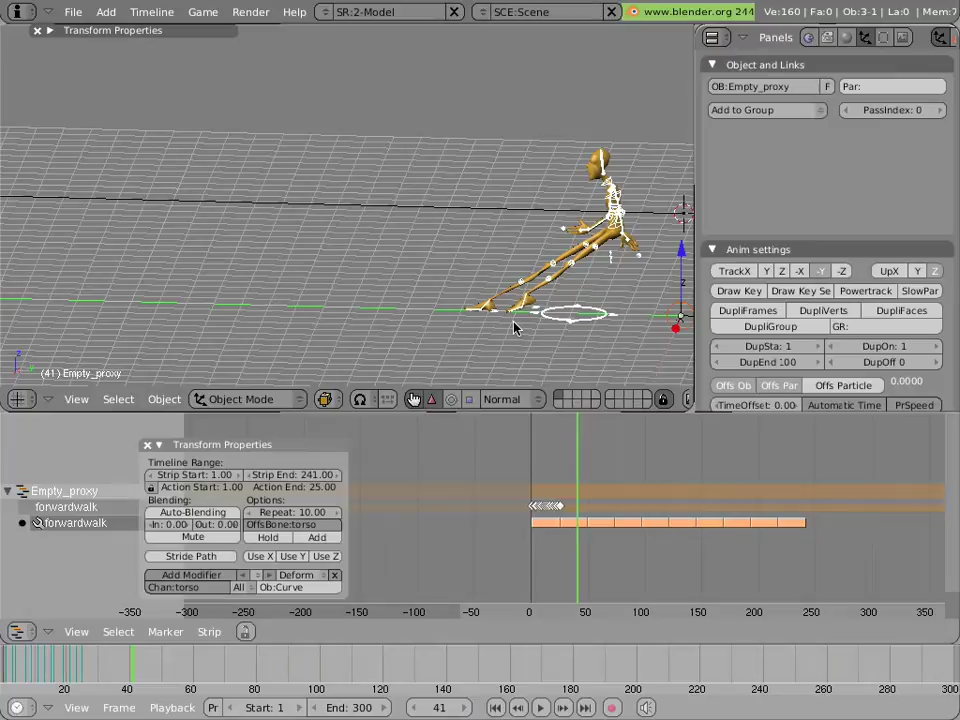 File Add Timeline Game Render Help SR:2-Model SCE:Scene www.blender.org 244 Ve:160 | Fa:0 | Ob:3-1 | La:0 | Mem:
Transform Properties
Panels
Object and Links
OB:Empty_proxy F Par:
Add to Group PassIndex: 0
Anim settings
TrackX Y Z -X -Y -Z UpX Y Z
Draw Key Draw Key Se Powertrack SlowPar
DupliFrames DupliVerts DupliFaces
DupliGroup GR:
DupSta: 1 DupOn: 1
DupEnd 100 DupOff 0
Offs Ob Offs Par Offs Particle 0.0000
TimeOffset: 0.00 Automatic Time PrSpeed
z
z
y
(41) Empty_proxy
View Select Object Object Mode Normal
Transform Properties
Timeline Range:
Strip Start: 1.00 Strip End: 241.00
Action Start: 1.00 Action End: 25.00
Blending: Options:
Auto-Blending Repeat: 10.00
In: 0.00 Out: 0.00 OffsBone:torso
Mute Hold Add
Stride Path Use X Use Y Use Z
Add Modifier Deform x
Chan:torso All Ob:Curve
Empty_proxy
forwardwalk
forwardwalk
-350 -300 -250 -200 -150 -100 -50 0 50 100 150 200 250 300 350
View Select Marker Strip
20 40 60 80 100 120 140 160 180 200 220 240 260 280 300
View Frame Playback Pr Start: 1 End: 300 41